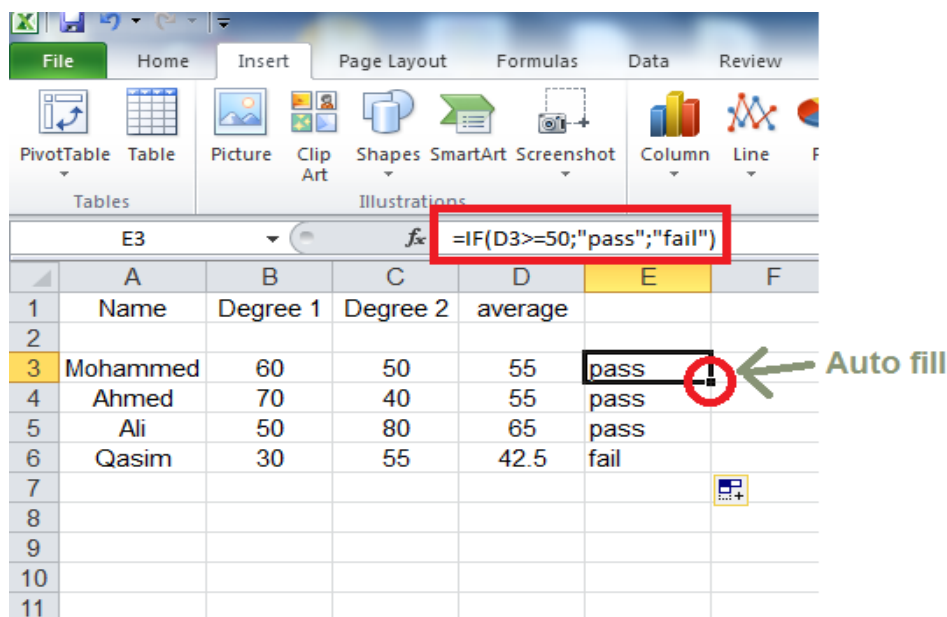 File Home Insert Page Layout Formulas Data Review
PivotTable Table Picture Clip Art Shapes SmartArt Screenshot Column Line
Tables Illustrations
E3 fx =IF(D3>=50;"pass";"fail")
A B C D E F
1 Name Degree 1 Degree 2 average
2
3 Mohammed 60 50 55 pass
Auto fill
4 Ahmed 70 40 55 pass
5 Ali 50 80 65 pass
6 Qasim 30 55 42.5 fail
7
8
9
10
11